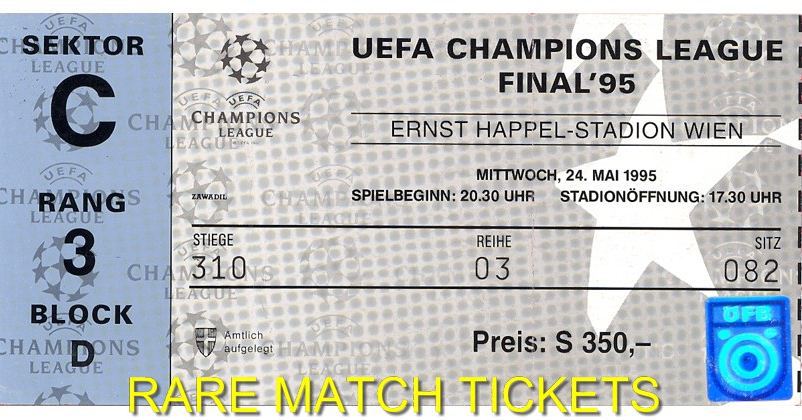 SEKTOR
C
RANG
3
BLOCK
D
UEFA
CHAMPIONS
LEAGUE
UEFA CHAMPIONS LEAGUE
FINAL'95
ERNST HAPPEL-STADION WIEN
MITTWOCH, 24. MAI 1995
SPIELBEGINN: 20.30 UHR STADIONÖFFNUNG: 17.30 UHR
ZAWADIL
STIEGE REIHE SITZ
310 03 082
Amtlich
aufgelegt
Preis: S 350,–
ÖFB
RARE MATCH TICKETS